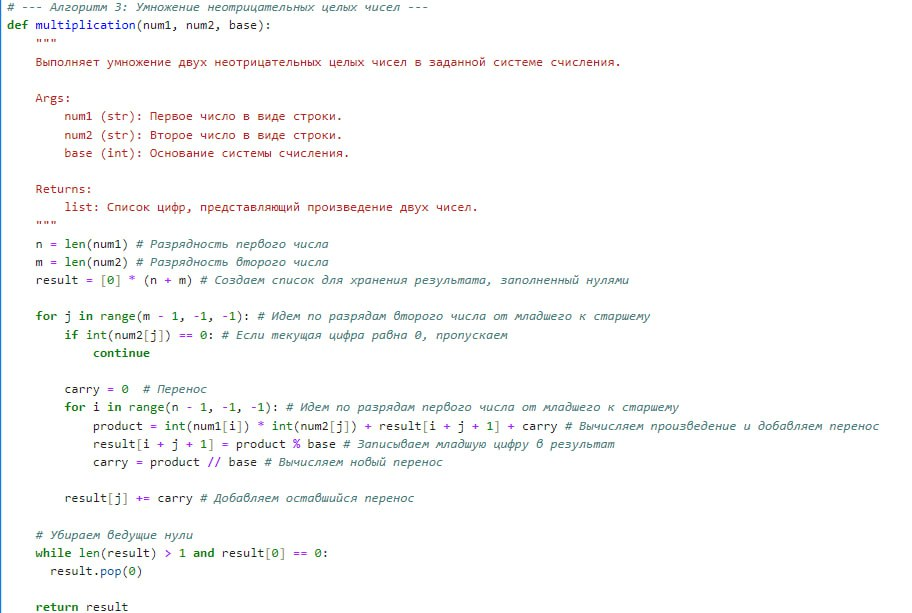 # --- Алгоритм 3: Умножение неотрицательных целых чисел ---
def multiplication(num1, num2, base):
    """
    Выполняет умножение двух неотрицательных целых чисел в заданной системе счисления.

    Args:
        num1 (str): Первое число в виде строки.
        num2 (str): Второе число в виде строки.
        base (int): Основание системы счисления.

    Returns:
        list: Список цифр, представляющий произведение двух чисел.
    """
    n = len(num1) # Разрядность первого числа
    m = len(num2) # Разрядность второго числа
    result = [0] * (n + m) # Создаем список для хранения результата, заполненный нулями

    for j in range(m - 1, -1, -1): # Идем по разрядам второго числа от младшего к старшему
        if int(num2[j]) == 0: # Если текущая цифра равна 0, пропускаем
            continue

        carry = 0  # Перенос
        for i in range(n - 1, -1, -1): # Идем по разрядам первого числа от младшего к старшему
            product = int(num1[i]) * int(num2[j]) + result[i + j + 1] + carry # Вычисляем произведение и добавляем перенос
            result[i + j + 1] = product % base # Записываем младшую цифру в результат
            carry = product // base # Вычисляем новый перенос

        result[j] += carry # Добавляем оставшийся перенос

    # Убираем ведущие нули
    while len(result) > 1 and result[0] == 0:
      result.pop(0)

    return result